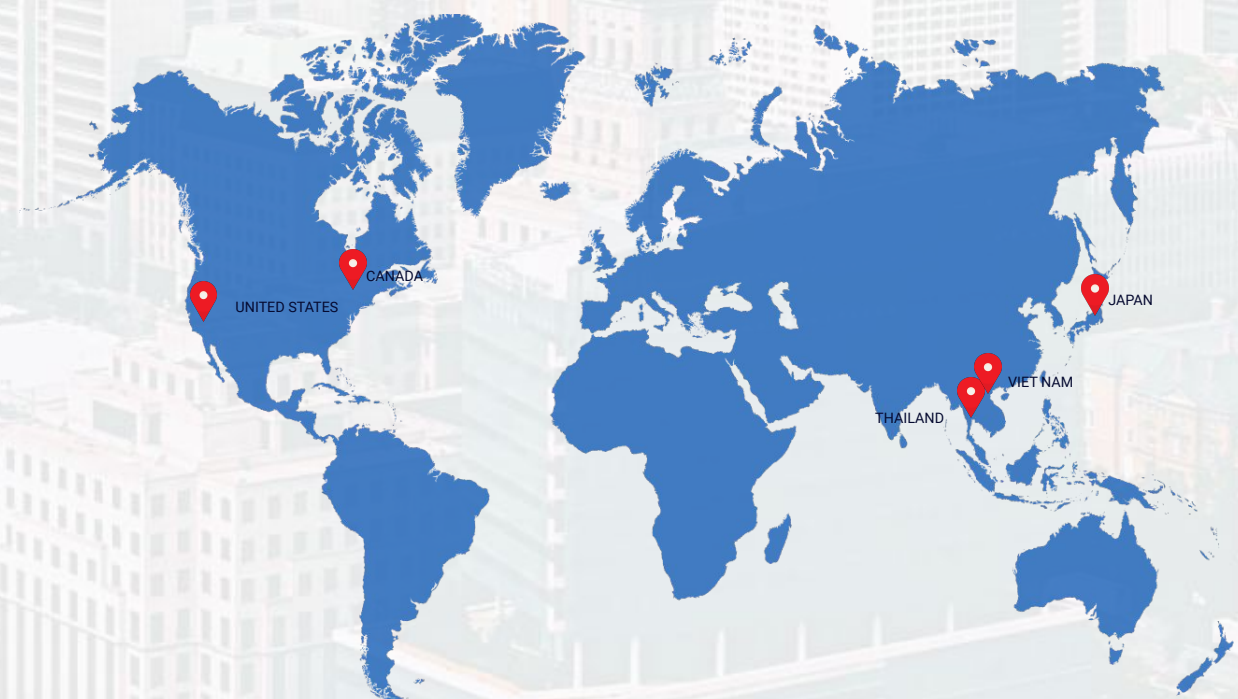 CANADA
UNITED STATES
JAPAN
VIET NAM
THAILAND